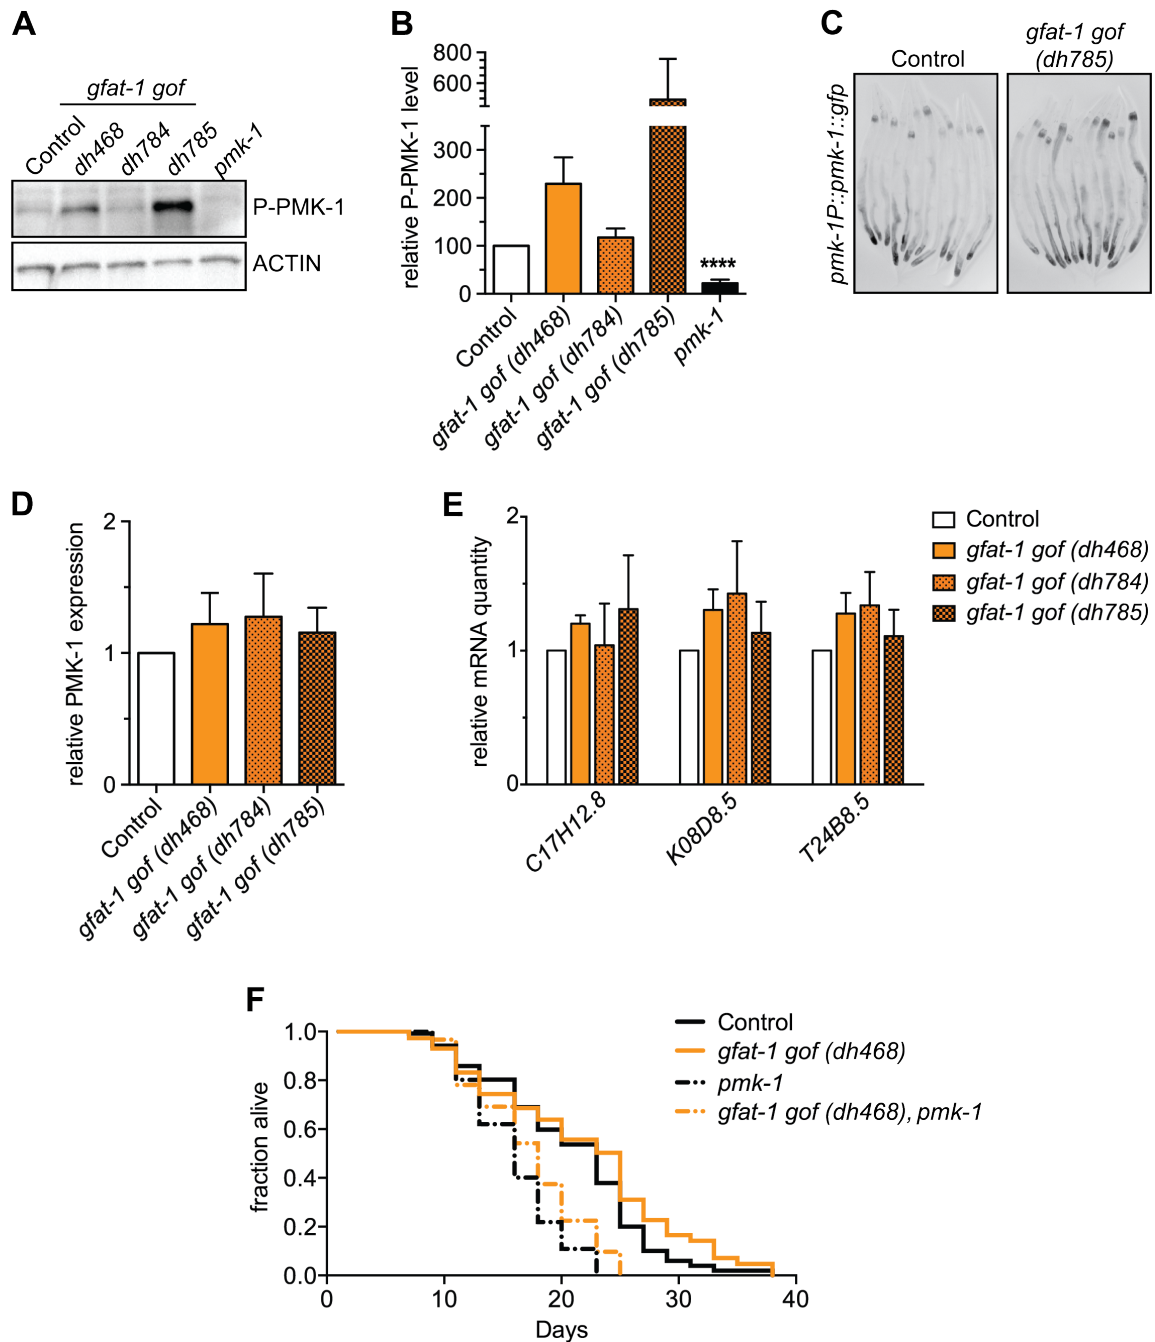 A
gfat-1 gof
Control
dh468
dh784
dh785
pmk-1
P-PMK-1
ACTIN
B
relative P-PMK-1 level
800
600
300
200
100
0
****
Control
gfat-1 gof (dh468)
gfat-1 gof (dh784)
gfat-1 gof (dh785)
pmk-1
C
Control
gfat-1 gof
(dh785)
pmk-1P::pmk-1::gfp
D
relative PMK-1 expression
2
1
0
Control
gfat-1 gof (dh468)
gfat-1 gof (dh784)
gfat-1 gof (dh785)
E
relative mRNA quantity
2
1
0
C17H12.8
K08D8.5
T24B8.5
Control
gfat-1 gof (dh468)
gfat-1 gof (dh784)
gfat-1 gof (dh785)
F
fraction alive
1.0
0.8
0.6
0.4
0.2
0.0
0
10
20
30
40
Days
Control
gfat-1 gof (dh468)
pmk-1
gfat-1 gof (dh468), pmk-1